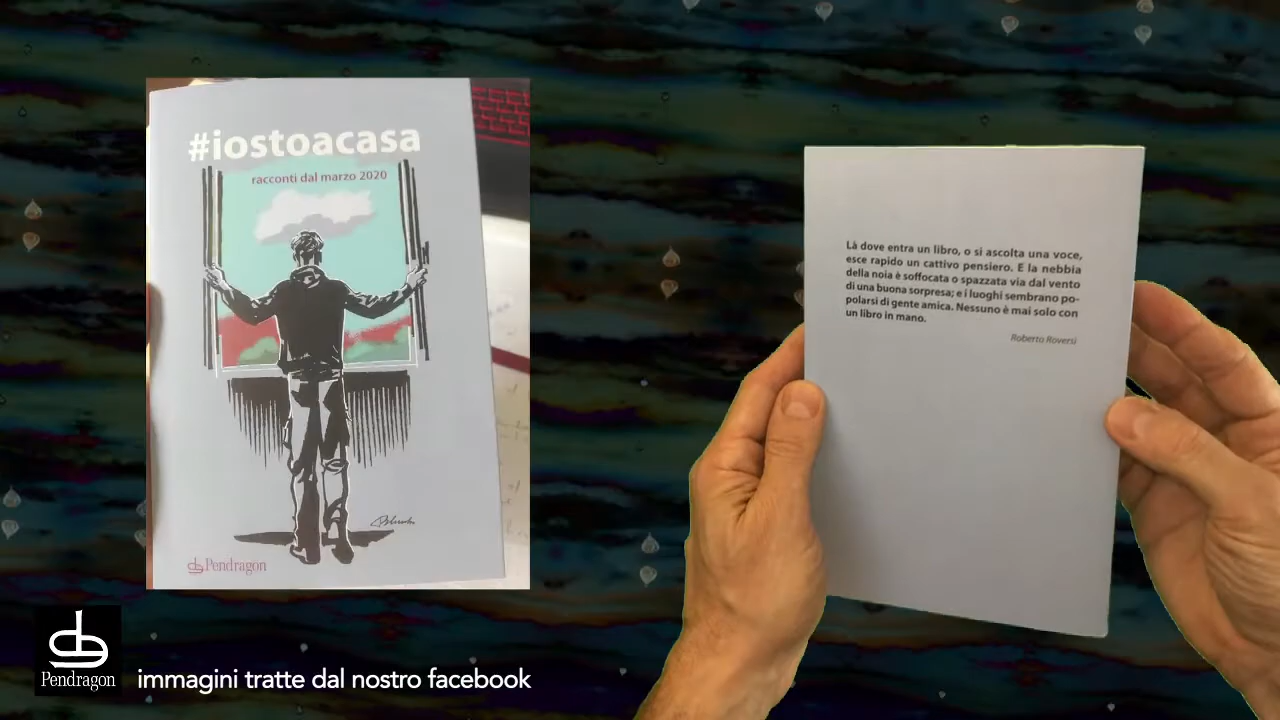 #iostoacasa
racconti dal marzo 2020
Pendragon
Là dove entra un libro, o si ascolta una voce,
esce rapido un cattivo pensiero. E la nebbia
della noia è soffocata o spazzata via dal vento
di una buona sorpresa; e i luoghi sembrano po-
polarsi di gente amica. Nessuno è mai solo con
un libro in mano.
Roberto Roversi
Pendragon
immagini tratte dal nostro facebook